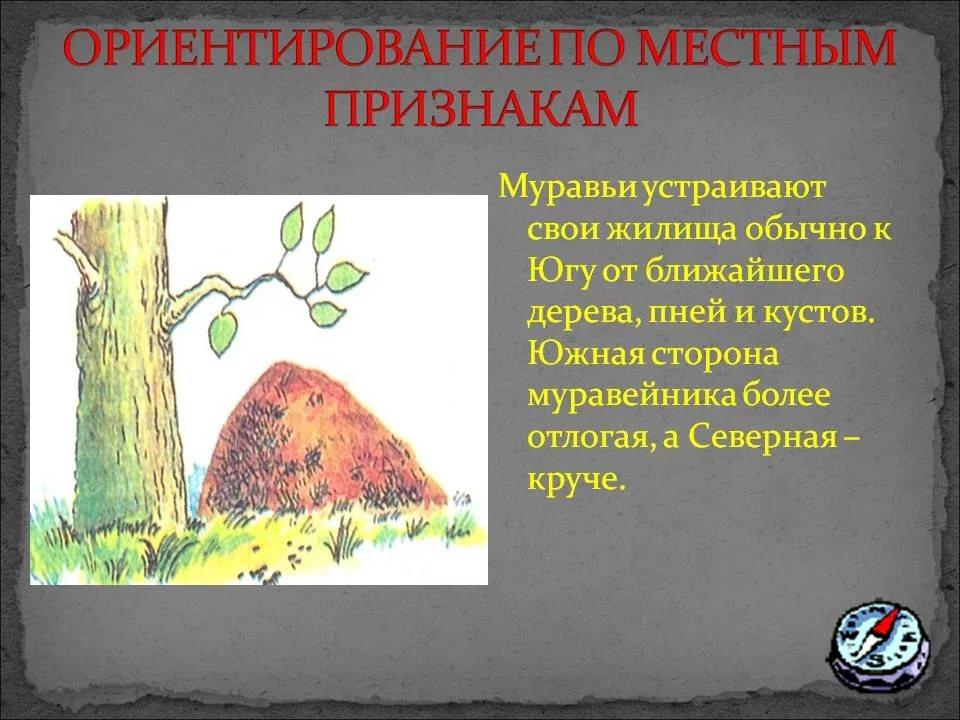 ОРИЕНТИРОВАНИЕ ПО МЕСТНЫМ
ПРИЗНАКАМ
Муравьи устраивают
свои жилища обычно к
Югу от ближайшего
дерева, пней и кустов.
Южная сторона
муравейника более
отлогая, а Северная –
круче.